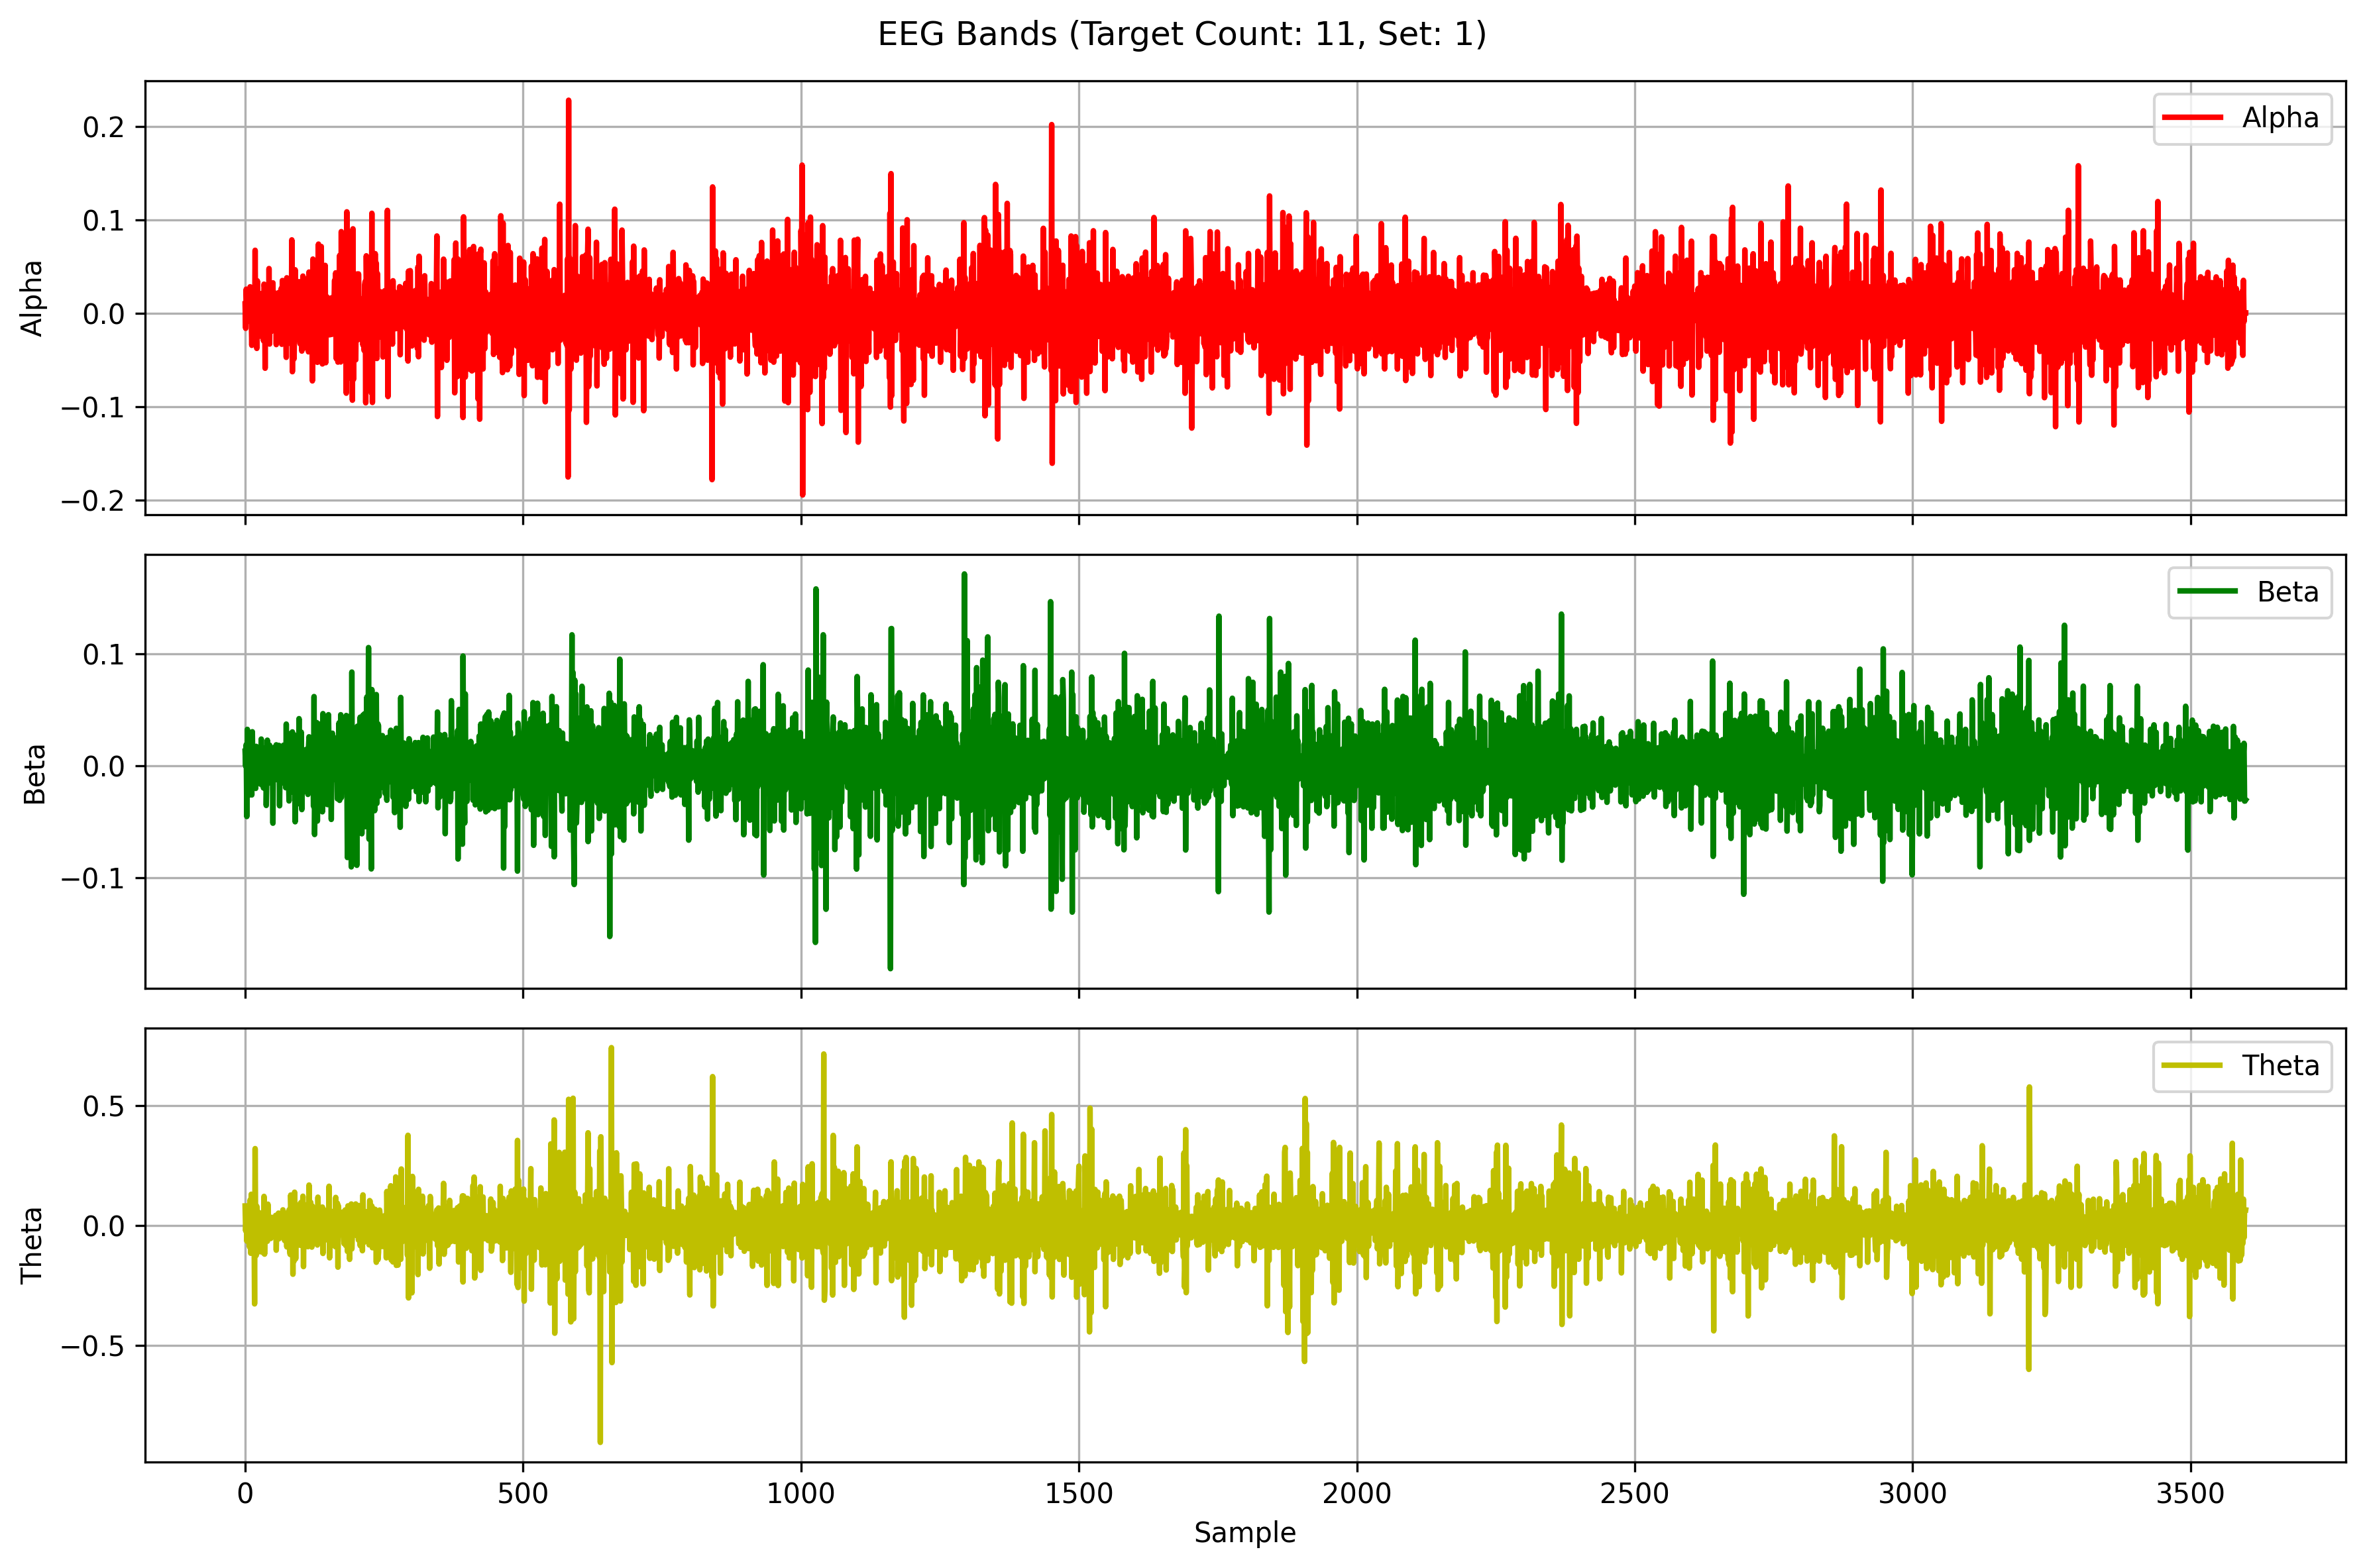 EEG Bands (Target Count: 11, Set: 1)
Alpha
0.2
0.1
0.0
−0.1
−0.2
Alpha
Beta
0.1
0.0
−0.1
Beta
Theta
0.5
0.0
−0.5
Theta
0 500 1000 1500 2000 2500 3000 3500
Sample